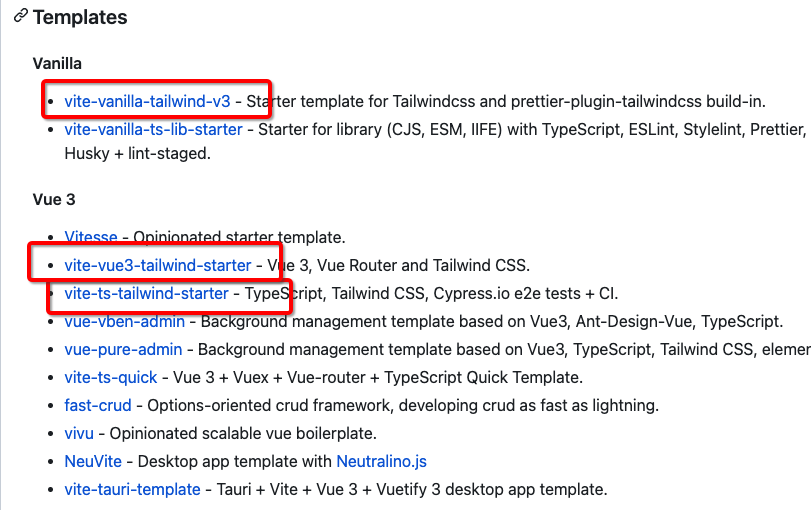 Templates
Vanilla
vite-vanilla-tailwind-v3 - Starter template for Tailwindcss and prettier-plugin-tailwindcss build-in.
vite-vanilla-ts-lib-starter - Starter for library (CJS, ESM, IIFE) with TypeScript, ESLint, Stylelint, Prettier,
Husky + lint-staged.
Vue 3
Vitesse - Opinionated starter template.
vite-vue3-tailwind-starter - Vue 3, Vue Router and Tailwind CSS.
vite-ts-tailwind-starter - TypeScript, Tailwind CSS, Cypress.io e2e tests + CI.
vue-vben-admin - Background management template based on Vue3, Ant-Design-Vue, TypeScript.
vue-pure-admin - Background management template based on Vue3, TypeScript, Tailwind CSS, elemen
vite-ts-quick - Vue 3 + Vuex + Vue-router + TypeScript Quick Template.
fast-crud - Options-oriented crud framework, developing crud as fast as lightning.
vivu - Opinionated scalable vue boilerplate.
NeuVite - Desktop app template with Neutralino.js
vite-tauri-template - Tauri + Vite + Vue 3 + Vuetify 3 desktop app template.